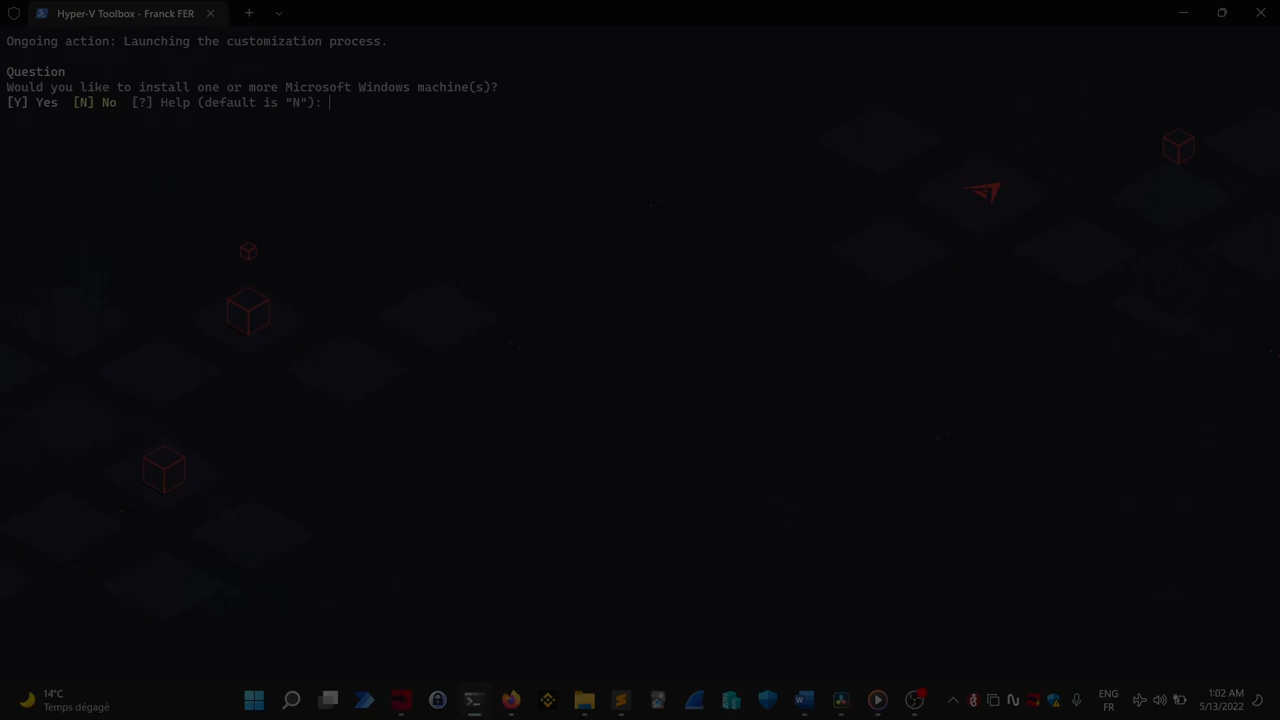 Hyper-V Toolbox - Franck FER
Ongoing action: Launching the customization process.
Question
Would you like to install one or more Microsoft Windows machine(s)?
[Y] Yes [N] No [?] Help (default is "N"):
14°C
Temps dégagé
ENG
FR
1:02 AM
5/13/2022